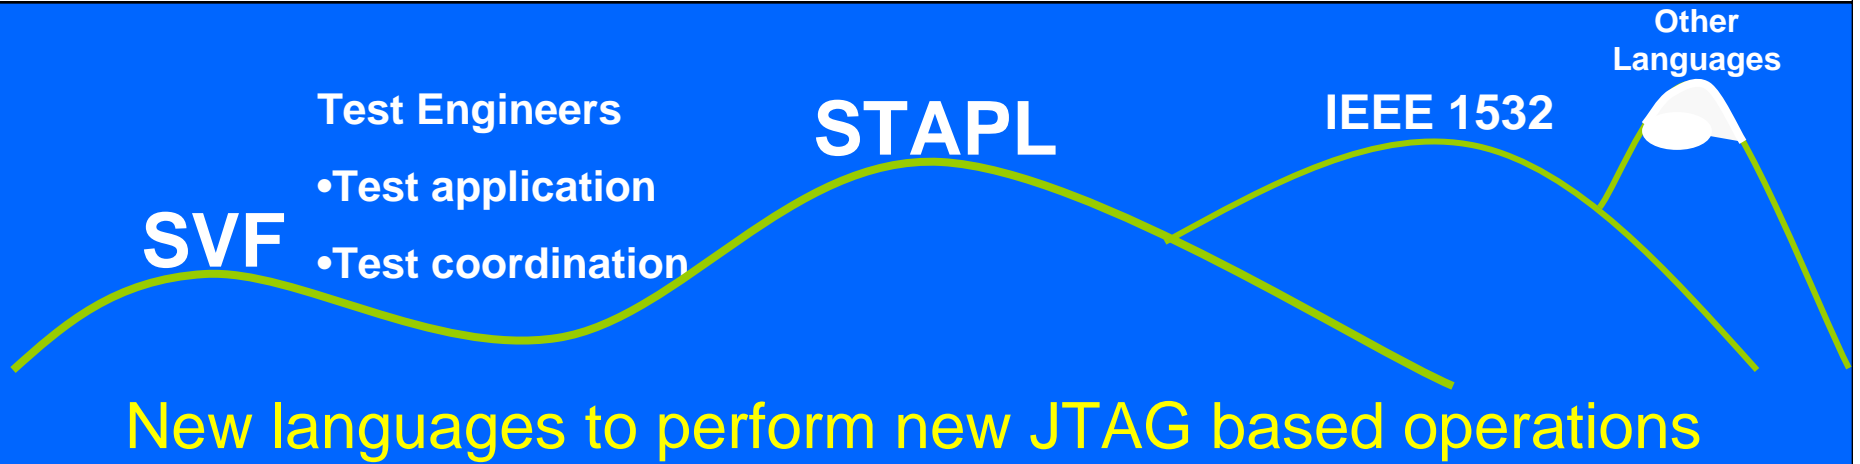 Other
Languages
Test Engineers
STAPL
IEEE 1532
•Test application
SVF
•Test coordination
New languages to perform new JTAG based operations